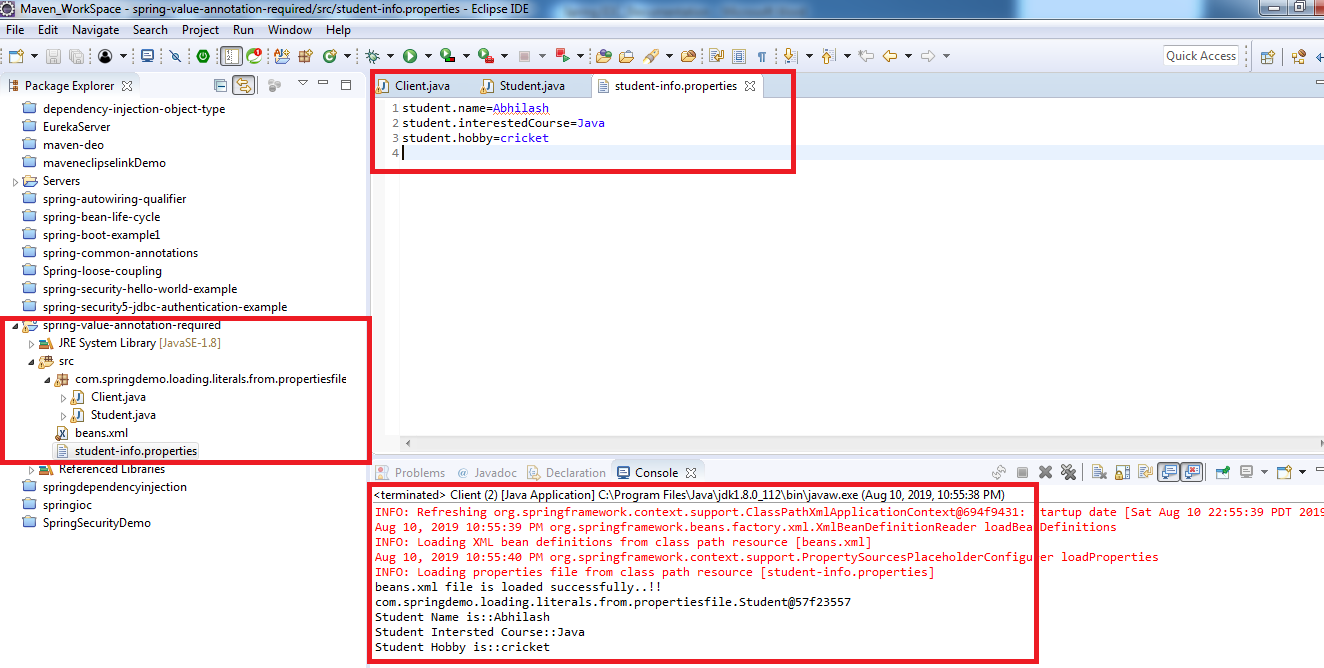 Maven_WorkSpace - spring-value-annotation-required/src/student-info.properties - Eclipse IDE
File Edit Navigate Search Project Run Window Help
Quick Access
Package Explorer
dependency-injection-object-type
EurekaServer
maven-deo
maveneclipselinkDemo
Servers
spring-autowiring-qualifier
spring-bean-life-cycle
spring-boot-example1
spring-common-annotations
Spring-loose-coupling
spring-security-hello-world-example
spring-security5-jdbc-authentication-example
spring-value-annotation-required
JRE System Library [JavaSE-1.8]
src
com.springdemo.loading.literals.from.propertiesfile
Client.java
Student.java
beans.xml
student-info.properties
Referenced Libraries
springdependencyinjection
springioc
SpringSecurityDemo
Client.java Student.java student-info.properties
1 student.name=Abhilash
2 student.interestedCourse=Java
3 student.hobby=cricket
4
Problems @ Javadoc Declaration Console
<terminated> Client (2) [Java Application] C:\Program Files\Java\jdk1.8.0_112\bin\javaw.exe (Aug 10, 2019, 10:55:38 PM)
INFO: Refreshing org.springframework.context.support.ClassPathXmlApplicationContext@694f9431: startup date [Sat Aug 10 22:55:39 PDT 2019
Aug 10, 2019 10:55:39 PM org.springframework.beans.factory.xml.XmlBeanDefinitionReader loadBeanDefinitions
INFO: Loading XML bean definitions from class path resource [beans.xml]
Aug 10, 2019 10:55:40 PM org.springframework.context.support.PropertySourcesPlaceholderConfigurer loadProperties
INFO: Loading properties file from class path resource [student-info.properties]
beans.xml file is loaded successfully..!!
com.springdemo.loading.literals.from.propertiesfile.Student@57f23557
Student Name is::Abhilash
Student Intersted Course::Java
Student Hobby is::cricket